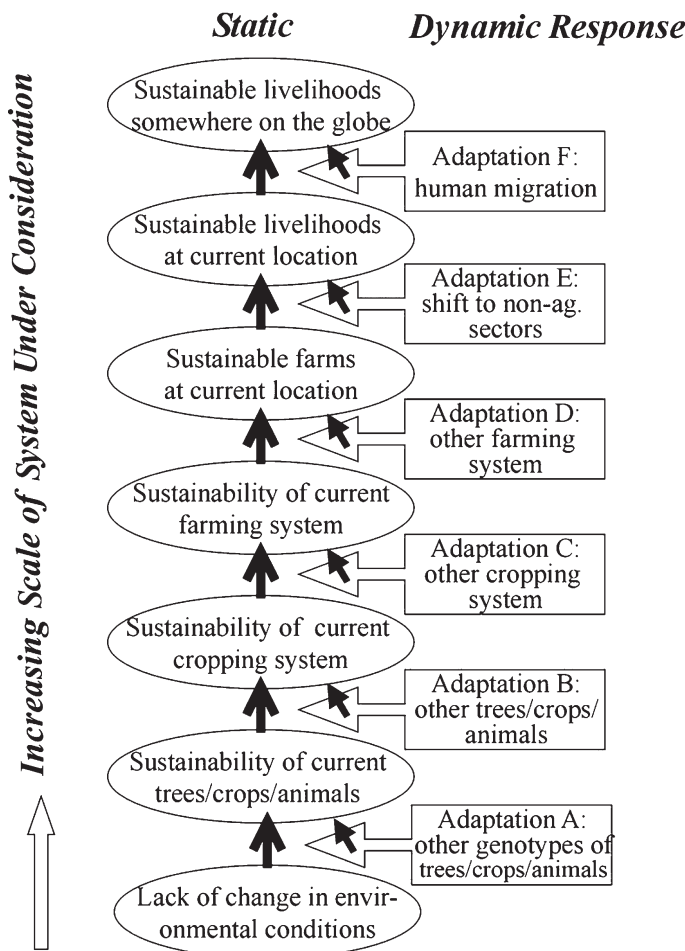 Static
Dynamic Response
Increasing Scale of System Under Consideration
Sustainable livelihoods
somewhere on the globe
Adaptation F:
human migration
Sustainable livelihoods
at current location
Adaptation E:
shift to non-ag.
sectors
Sustainable farms
at current location
Adaptation D:
other farming
system
Sustainability of current
farming system
Adaptation C:
other cropping
system
Sustainability of current
cropping system
Adaptation B:
other trees/crops/
animals
Sustainability of current
trees/crops/animals
Adaptation A:
other genotypes of
trees/crops/animals
Lack of change in envir-
onmental conditions